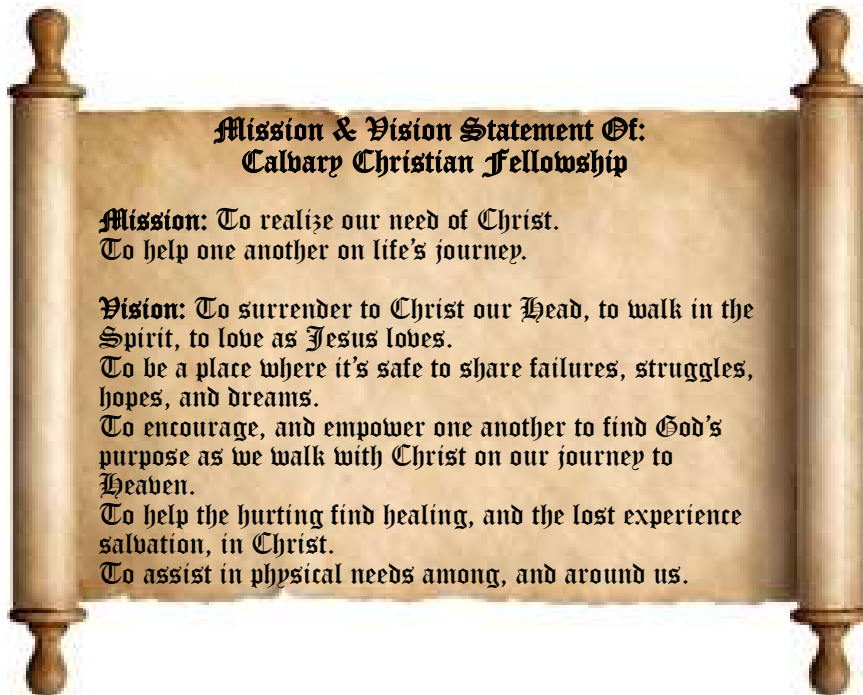 Mission & Vision Statement Of:
Calvary Christian Fellowship
Mission: To realize our need of Christ.
To help one another on life's journey.
Vision: To surrender to Christ our Head, to walk in the
Spirit, to love as Jesus loves.
To be a place where it's safe to share failures, struggles,
hopes, and dreams.
To encourage, and empower one another to find God's
purpose as we walk with Christ on our journey to
Heaven.
To help the hurting find healing, and the lost experience
salvation, in Christ.
To assist in physical needs among, and around us.